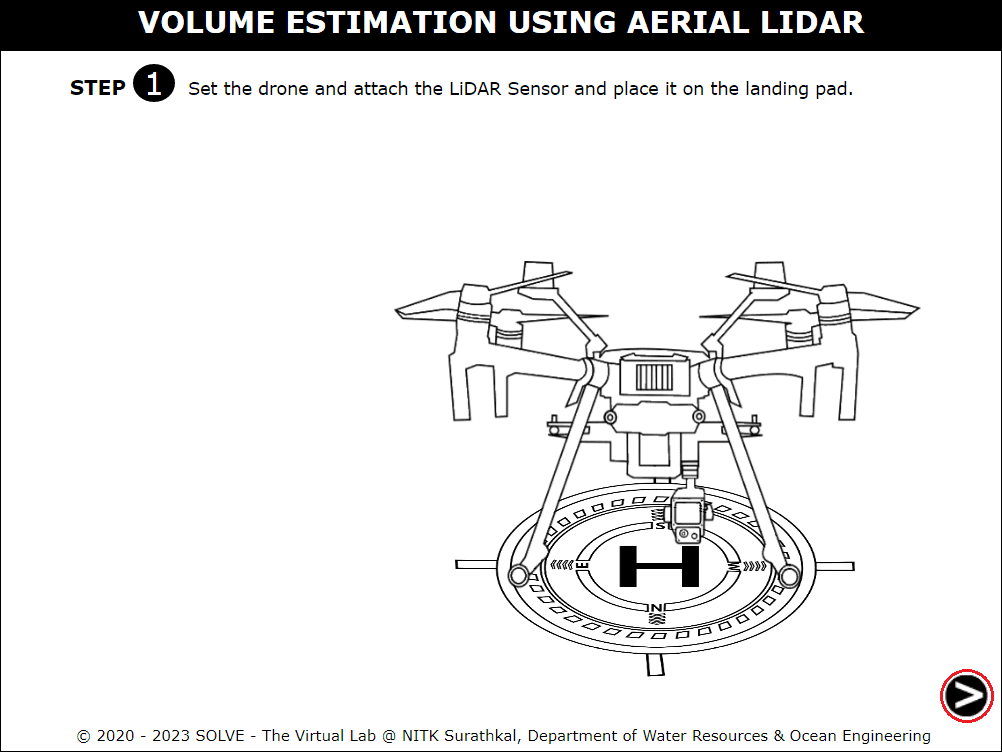 VOLUME ESTIMATION USING AERIAL LIDAR
STEP 1 Set the drone and attach the LiDAR Sensor and place it on the landing pad.
S
E
H
W
N
>
© 2020 - 2023 SOLVE - The Virtual Lab @ NITK Surathkal, Department of Water Resources & Ocean Engineering